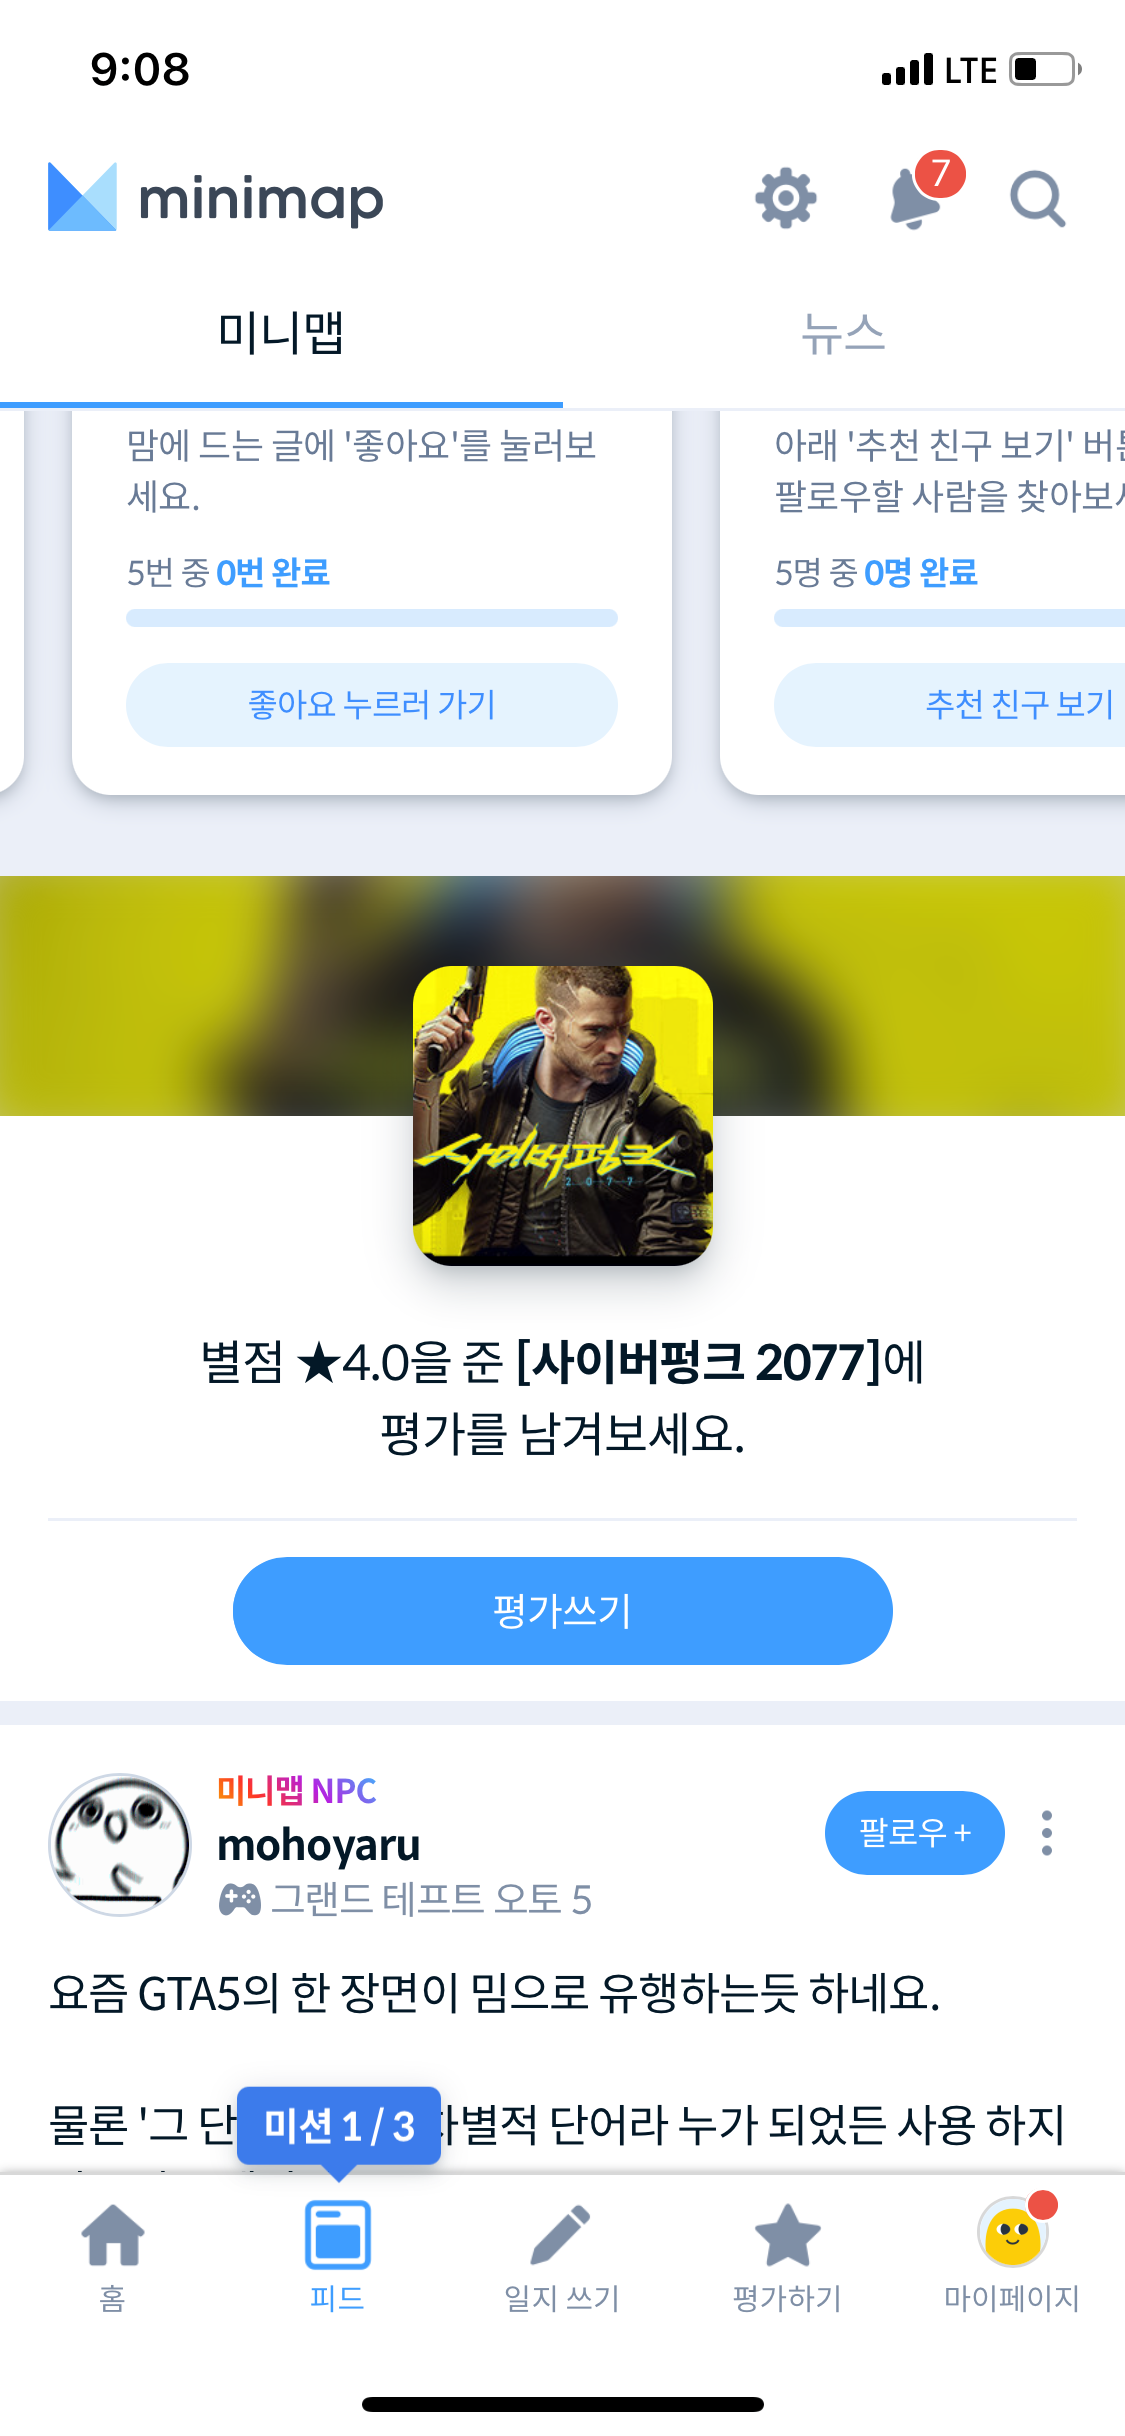 9:08
LTE
minimap
7
미니맵
뉴스
맘에 드는 글에 '좋아요'를 눌러보
세요.
5번 중 0번 완료
좋아요 누르러 가기
아래 '추천 친구 보기' 버튼
팔로우할 사람을 찾아보
5명 중 0명 완료
추천 친구 보기
사이버펑크
2077
별점 ★4.0을 준 [사이버펑크 2077]에
평가를 남겨보세요.
평가쓰기
미니맵 NPC
mohoyaru
그랜드 테프트 오토 5
팔로우 +
요즘 GTA5의 한 장면이 밈으로 유행하는듯 하네요.
물론 '그 단
차별적 단어라 누가 되었든 사용 하지
미션 1 / 3
홈
피드
일지 쓰기
평가하기
마이페이지